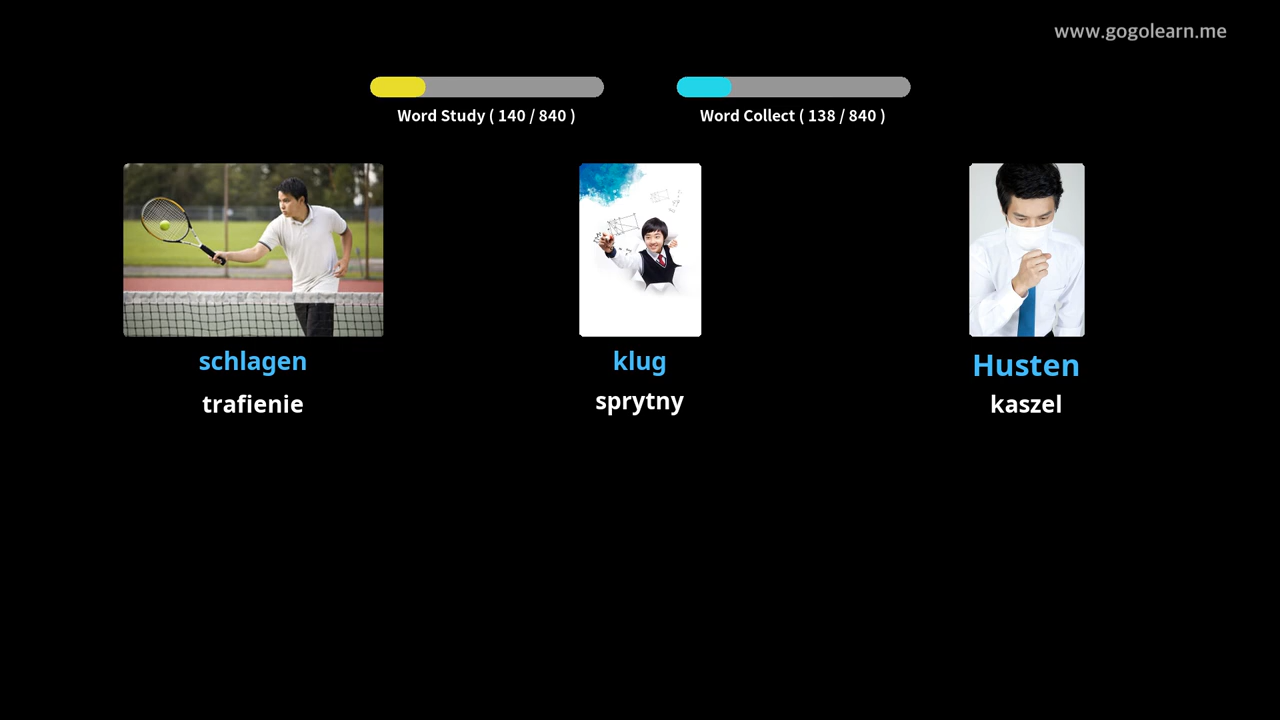 www.gogolearn.me
Word Study ( 140 / 840 )
Word Collect ( 138 / 840 )
schlagen
trafienie
klug
sprytny
Husten
kaszel